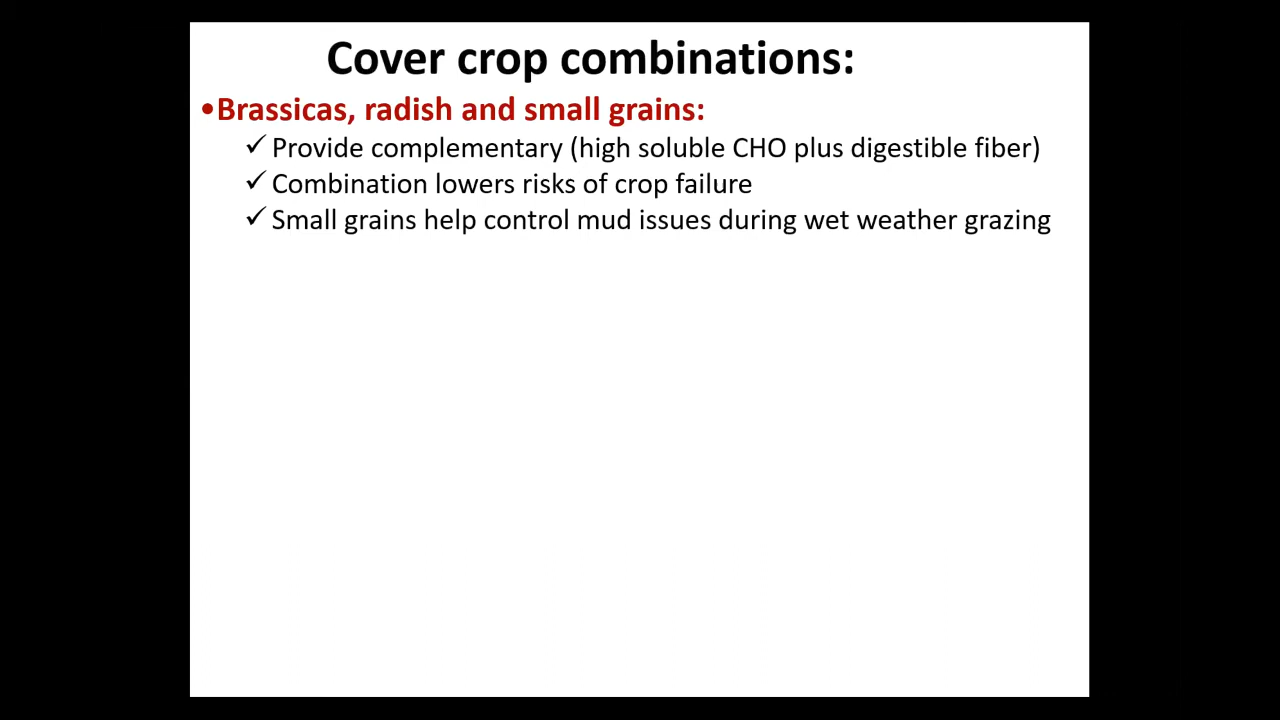 Cover crop combinations:
•Brassicas, radish and small grains:
✓Provide complementary (high soluble CHO plus digestible fiber)
✓Combination lowers risks of crop failure
✓Small grains help control mud issues during wet weather grazing